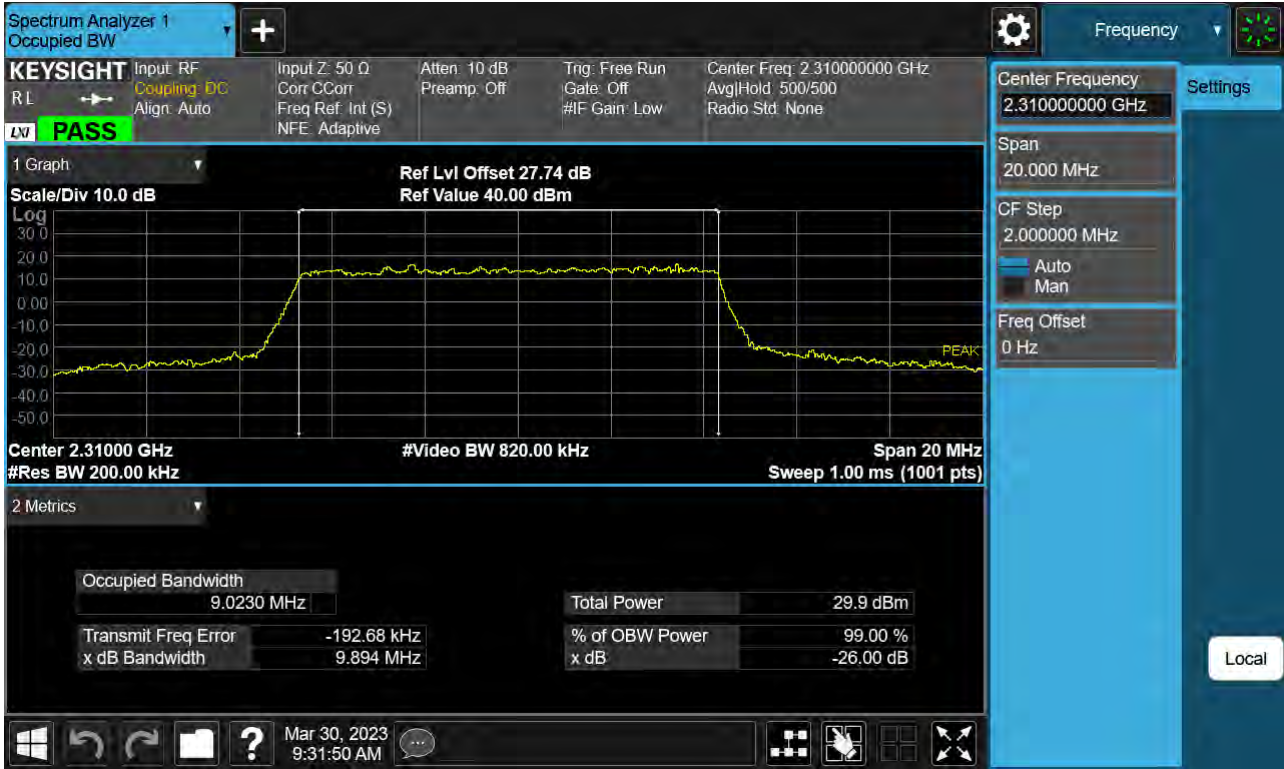 Spectrum Analyzer 1
Occupied BW
+
Frequency
KEYSIGHT
RL
LXI
PASS
Input: RF
Coupling: DC
Align: Auto
Input Z: 50 Ω
Corr CCorr
Freq Ref: Int (S)
NFE: Adaptive
Atten: 10 dB
Preamp: Off
Trig: Free Run
Gate: Off
#IF Gain: Low
Center Freq: 2.310000000 GHz
Avg|Hold: 500/500
Radio Std: None
1 Graph
Scale/Div 10.0 dB
Ref Lvl Offset 27.74 dB
Ref Value 40.00 dBm
Log
30.0
20.0
10.0
0.00
-10.0
-20.0
-30.0
-40.0
-50.0
PEAK
Center 2.31000 GHz
#Video BW 820.00 kHz
Span 20 MHz
#Res BW 200.00 kHz
Sweep 1.00 ms (1001 pts)
2 Metrics
Occupied Bandwidth
9.0230 MHz
Transmit Freq Error -192.68 kHz
x dB Bandwidth 9.894 MHz
Total Power 29.9 dBm
% of OBW Power 99.00 %
x dB -26.00 dB
Center Frequency
2.310000000 GHz
Span
20.000 MHz
CF Step
2.000000 MHz
Auto
Man
Freq Offset
0 Hz
Settings
Local
?
Mar 30, 2023
9:31:50 AM